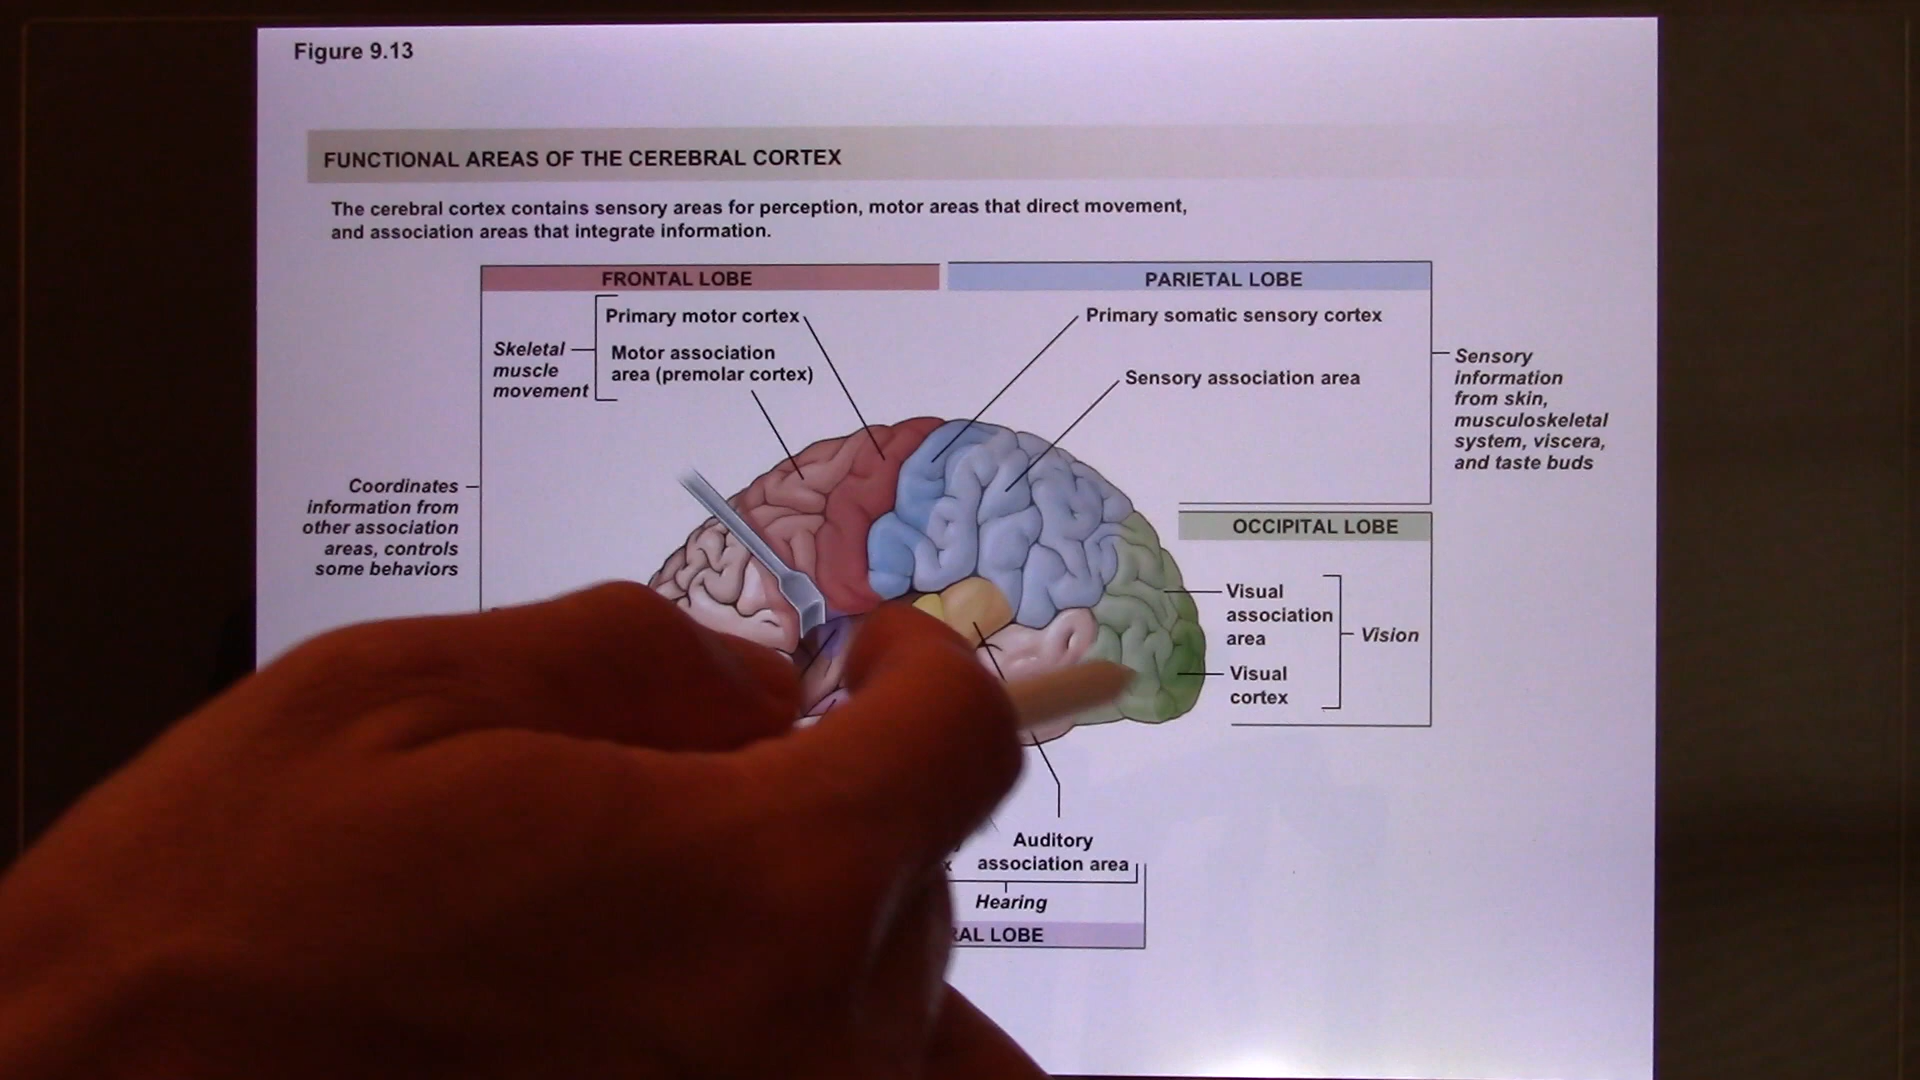 Figure 9.13
FUNCTIONAL AREAS OF THE CEREBRAL CORTEX
The cerebral cortex contains sensory areas for perception, motor areas that direct movement,
and association areas that integrate information.
FRONTAL LOBE
Primary motor cortex
Motor association
area (premolar cortex)
Skeletal
muscle
movement
Coordinates
information from
other association
areas, controls
some behaviors
PARIETAL LOBE
Primary somatic sensory cortex
Sensory association area
Sensory
information
from skin,
musculoskeletal
system, viscera,
and taste buds
OCCIPITAL LOBE
Visual
association
area
Visual
cortex
Vision
Auditory
association area
Hearing
LOBE